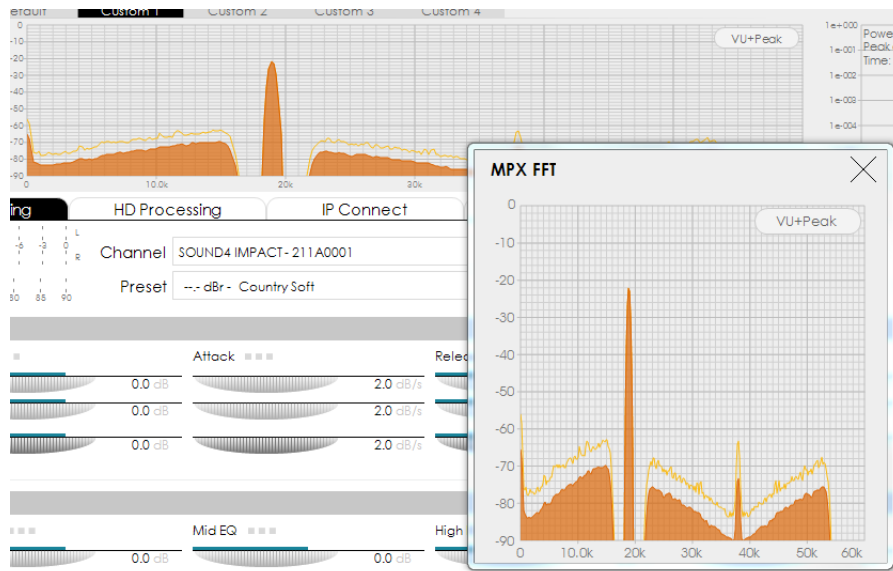 Custom 1 Custom 2 Custom 3 Custom 4
0
-10
-20
-30
-40
-50
-60
-70
-80
-90
0 10.0k 20k 30k
VU+Peak
1e+000
1e-001
1e-002
1e-003
1e-004
Time:
HD Processing IP Connect
-6 -3 0 L
R
80 85 90
Channel SOUND4 IMPACT - 211A0001
Preset --.- dBr - Country Soft
Attack
0.0 dB 2.0 dB/s
0.0 dB 2.0 dB/s
0.0 dB 2.0 dB/s
Mid EQ High
0.0 dB 0.0 dB
MPX FFT
VU+Peak
0
-10
-20
-30
-40
-50
-60
-70
-80
-90
0 10.0k 20k 30k 40k 50k 60k